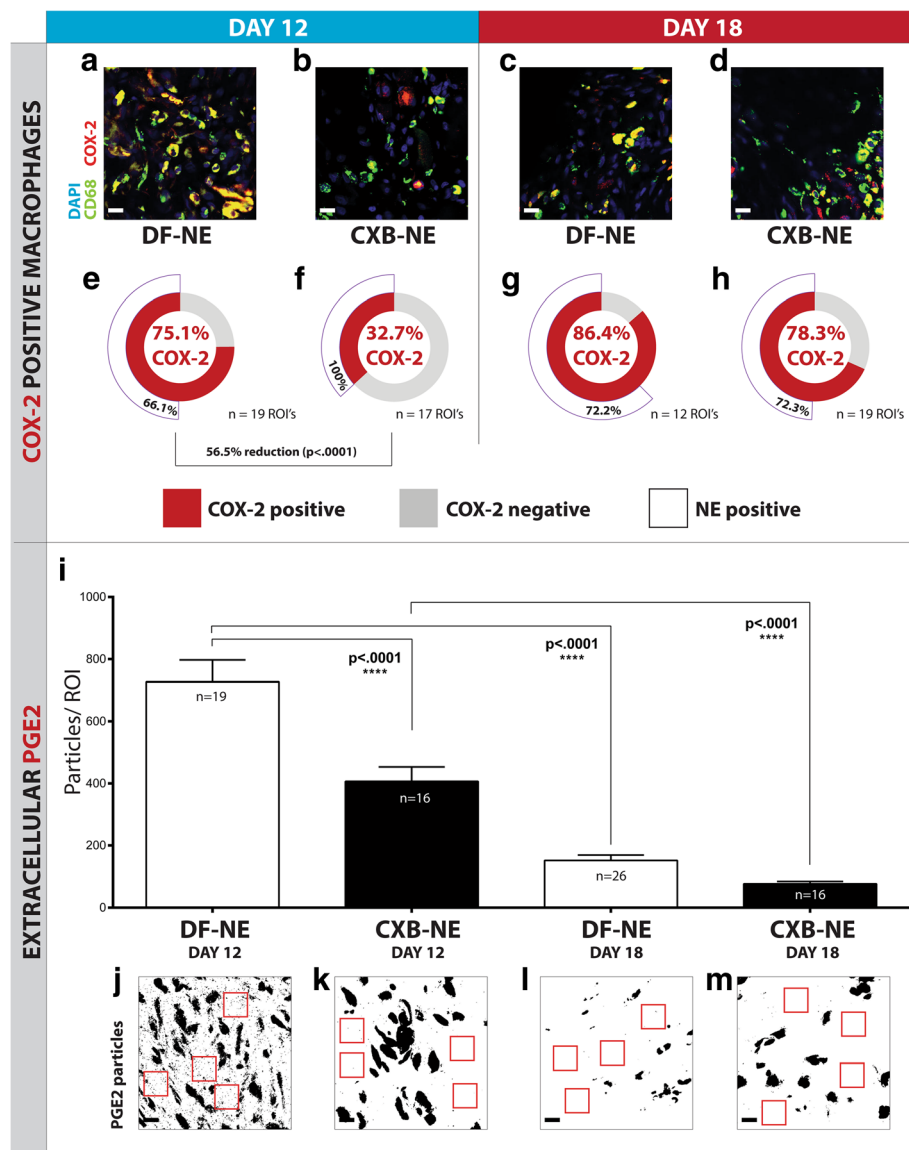 DAY 12
DAY 18
COX-2 POSITIVE MACROPHAGES
a
b
c
d
DAPI
CD68 COX-2
DF-NE
CXB-NE
DF-NE
CXB-NE
e
f
g
h
75.1%
COX-2
66.1%
n = 19 ROI's
32.7%
COX-2
100%
n = 17 ROI's
86.4%
COX-2
72.2%
n = 12 ROI's
78.3%
COX-2
72.3%
n = 19 ROI's
56.5% reduction (p<.0001)
COX-2 positive
COX-2 negative
NE positive
EXTRACELLULAR PGE2
i
Particles/ ROI
1000
800
600
400
200
0
p<.0001
****
p<.0001
****
p<.0001
****
n=19
n=16
n=26
n=16
DF-NE
DAY 12
CXB-NE
DAY 12
DF-NE
DAY 18
CXB-NE
DAY 18
j
k
l
m
PGE2 particles